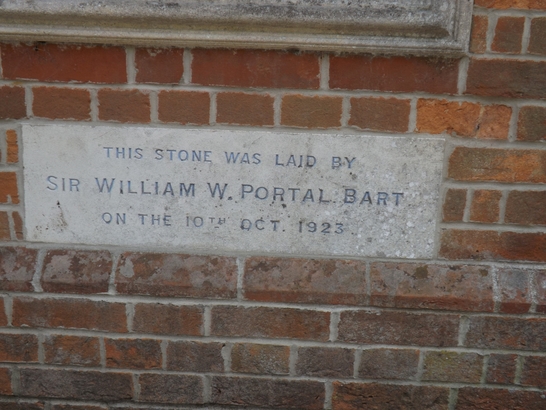 THIS STONE WAS LAID BY
SIR WILLIAM W. PORTAL BART
ON THE 10TH OCT. 1923